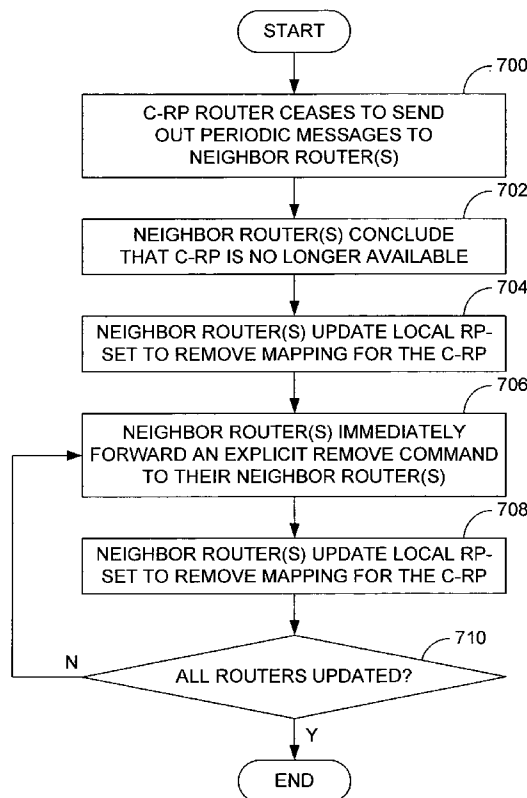 START
700
C-RP ROUTER CEASES TO SEND
OUT PERIODIC MESSAGES TO
NEIGHBOR ROUTER(S)
702
NEIGHBOR ROUTER(S) CONCLUDE
THAT C-RP IS NO LONGER AVAILABLE
704
NEIGHBOR ROUTER(S) UPDATE LOCAL RP-
SET TO REMOVE MAPPING FOR THE C-RP
706
NEIGHBOR ROUTER(S) IMMEDIATELY
FORWARD AN EXPLICIT REMOVE COMMAND
TO THEIR NEIGHBOR ROUTER(S)
708
NEIGHBOR ROUTER(S) UPDATE LOCAL RP-
SET TO REMOVE MAPPING FOR THE C-RP
710
N
ALL ROUTERS UPDATED?
Y
END